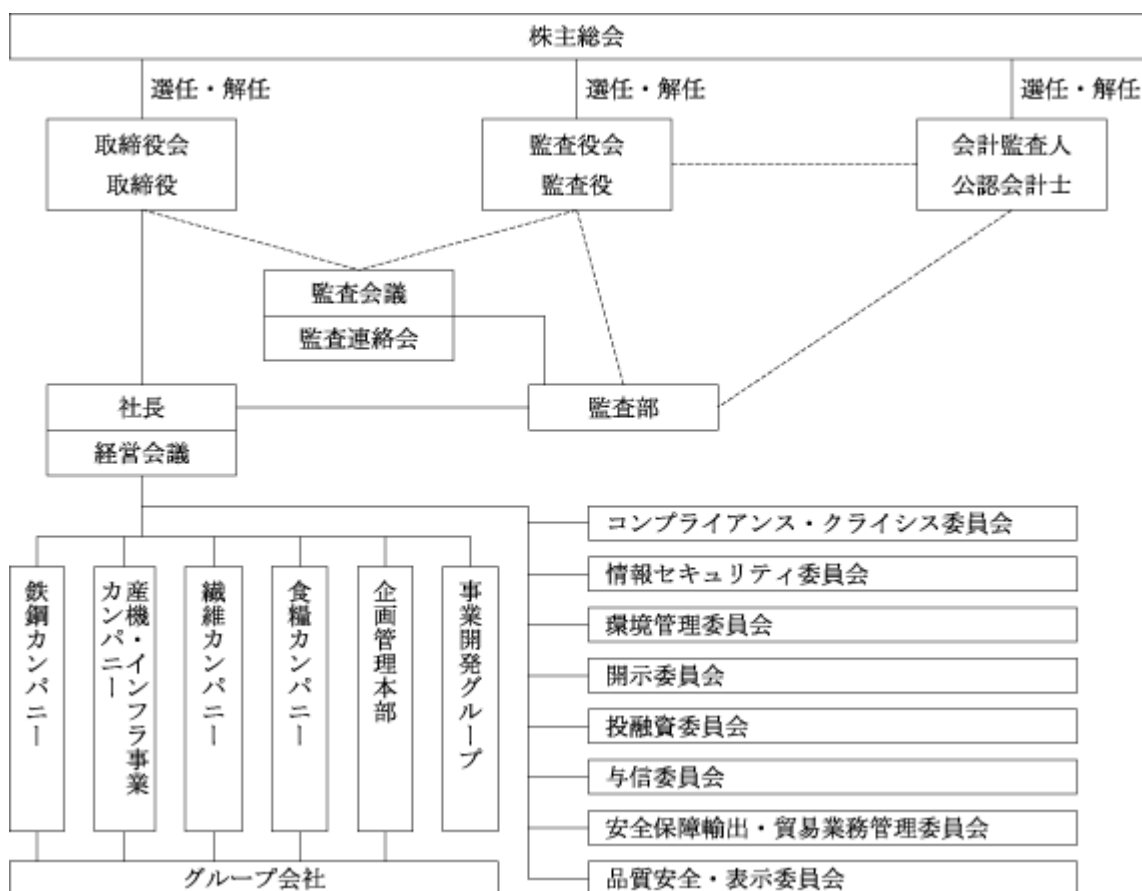 株主総会
選任・解任
選任・解任
選任・解任
取締役会
取締役
監査役会
監査役
会計監査人
公認会計士
監査会議
監査連絡会
社長
経営会議
監査部
鉄鋼カンパニー
産機・インフラ事業
カンパニー
繊維カンパニー
食糧カンパニー
企画管理本部
事業開発グループ
グループ会社
コンプライアンス・クライシス委員会
情報セキュリティ委員会
環境管理委員会
開示委員会
投融資委員会
与信委員会
安全保障輸出・貿易業務管理委員会
品質安全・表示委員会